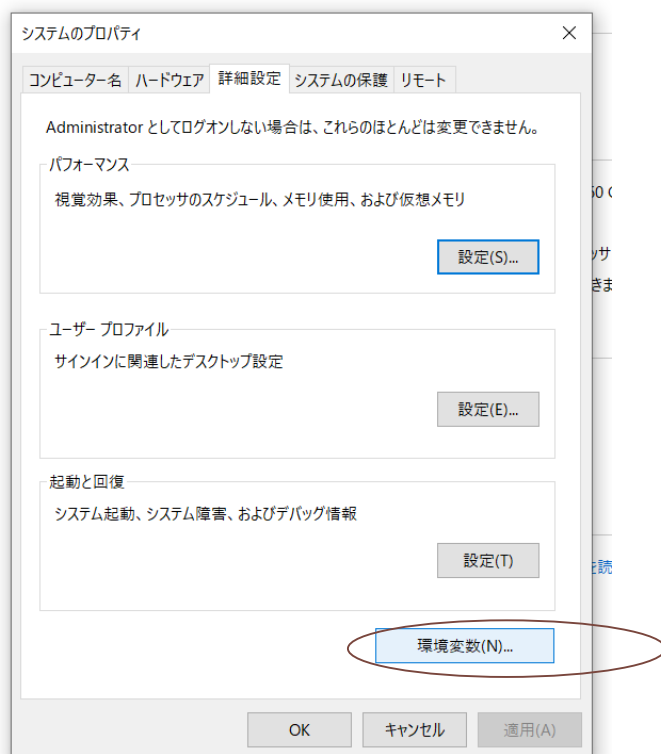 システムのプロパティ
コンピューター名 ハードウェア 詳細設定 システムの保護 リモート
Administrator としてログオンしない場合は、これらのほとんどは変更できません。
パフォーマンス
視覚効果、プロセッサのスケジュール、メモリ使用、および仮想メモリ
設定(S)...
ユーザー プロファイル
サインインに関連したデスクトップ設定
設定(E)...
起動と回復
システム起動、システム障害、およびデバッグ情報
設定(T)
環境変数(N)...
OK キャンセル 適用(A)
ッサ
きま
を読